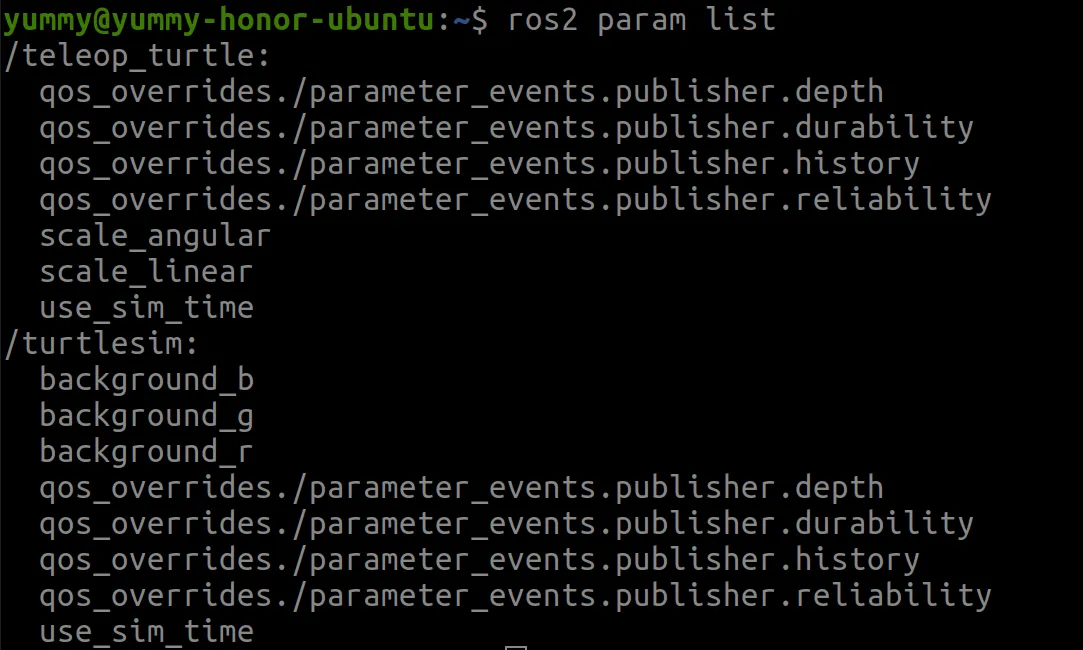 yummy@yummy-honor-ubuntu:~$ ros2 param list
/teleop_turtle:
  qos_overrides./parameter_events.publisher.depth
  qos_overrides./parameter_events.publisher.durability
  qos_overrides./parameter_events.publisher.history
  qos_overrides./parameter_events.publisher.reliability
  scale_angular
  scale_linear
  use_sim_time
/turtlesim:
  background_b
  background_g
  background_r
  qos_overrides./parameter_events.publisher.depth
  qos_overrides./parameter_events.publisher.durability
  qos_overrides./parameter_events.publisher.history
  qos_overrides./parameter_events.publisher.reliability
  use_sim_time